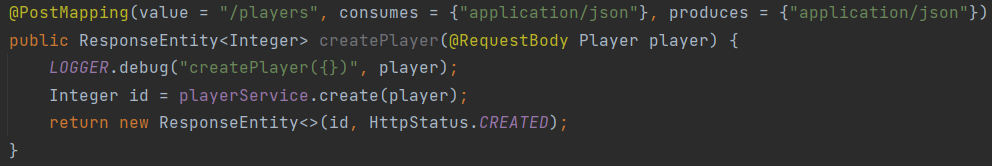 @PostMapping(value = "/players", consumes = {"application/json"}, produces = {"application/json"})
public ResponseEntity<Integer> createPlayer(@RequestBody Player player) {
    LOGGER.debug("createPlayer({})", player);
    Integer id = playerService.create(player);
    return new ResponseEntity<>(id, HttpStatus.CREATED);
}